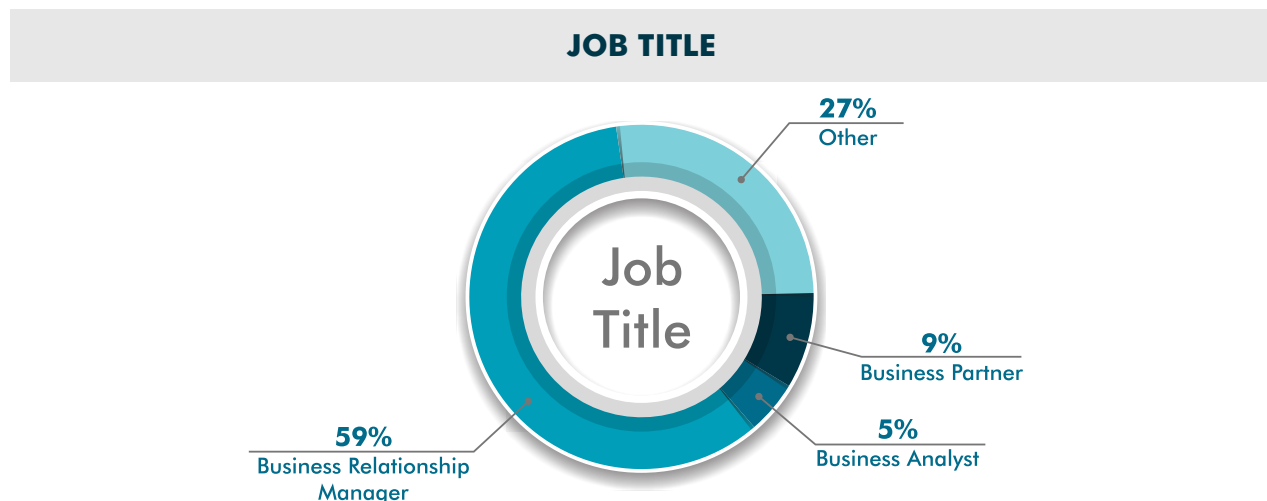 JOB TITLE
27%
Other
Job
Title
9%
Business Partner
5%
Business Analyst
59%
Business Relationship
Manager